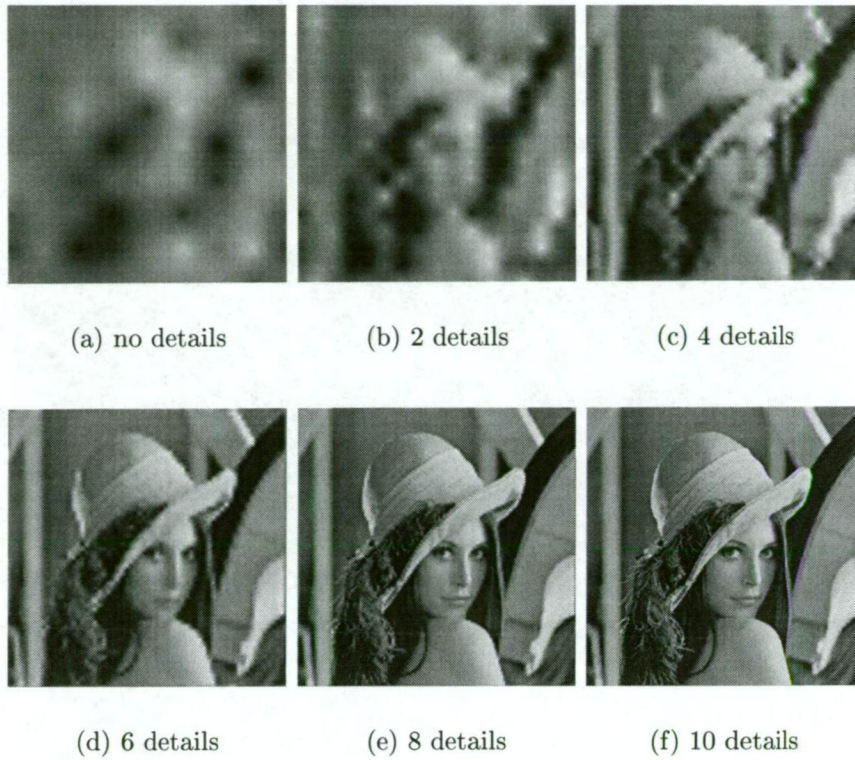 (a) no details
(b) 2 details
(c) 4 details
(d) 6 details
(e) 8 details
(f) 10 details